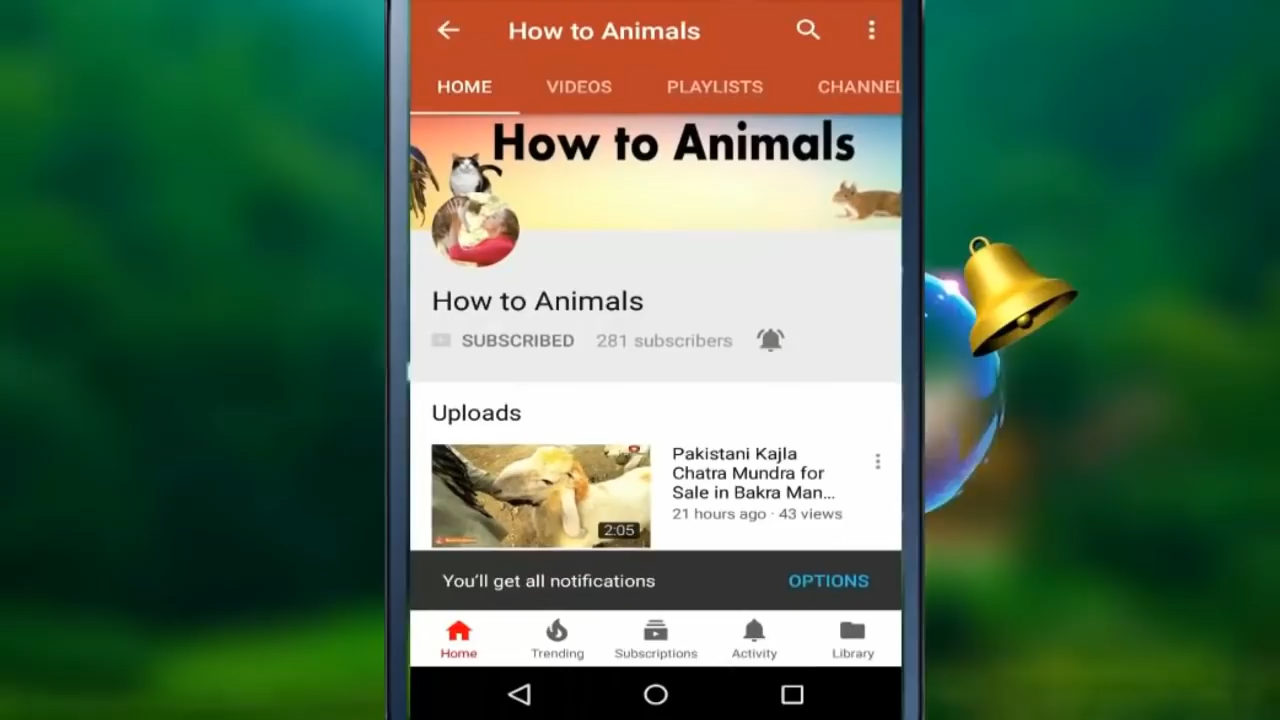 How to Animals
HOME VIDEOS PLAYLISTS CHANNEL
How to Animals
How to Animals
SUBSCRIBED 281 subscribers
Uploads
Pakistani Kajla
Chatra Mundra for
Sale in Bakra Man...
21 hours ago · 43 views
2:05
You'll get all notifications OPTIONS
Home Trending Subscriptions Activity Library